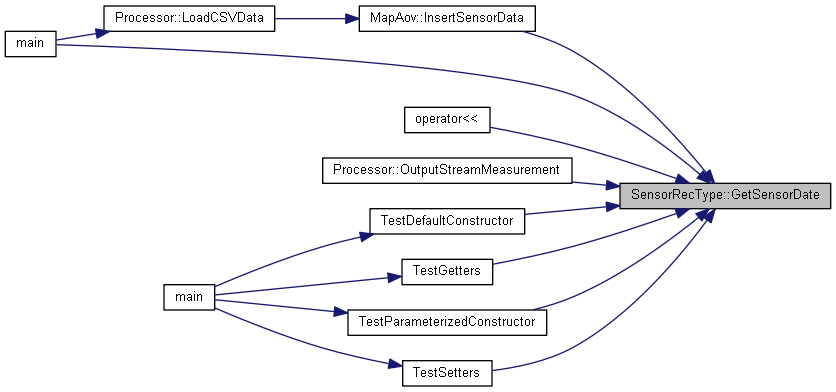 Processor::LoadCSVData
MapAov::InsertSensorData
main
operator<<
Processor::OutputStreamMeasurement
SensorRecType::GetSensorDate
TestDefaultConstructor
TestGetters
main
TestParameterizedConstructor
TestSetters